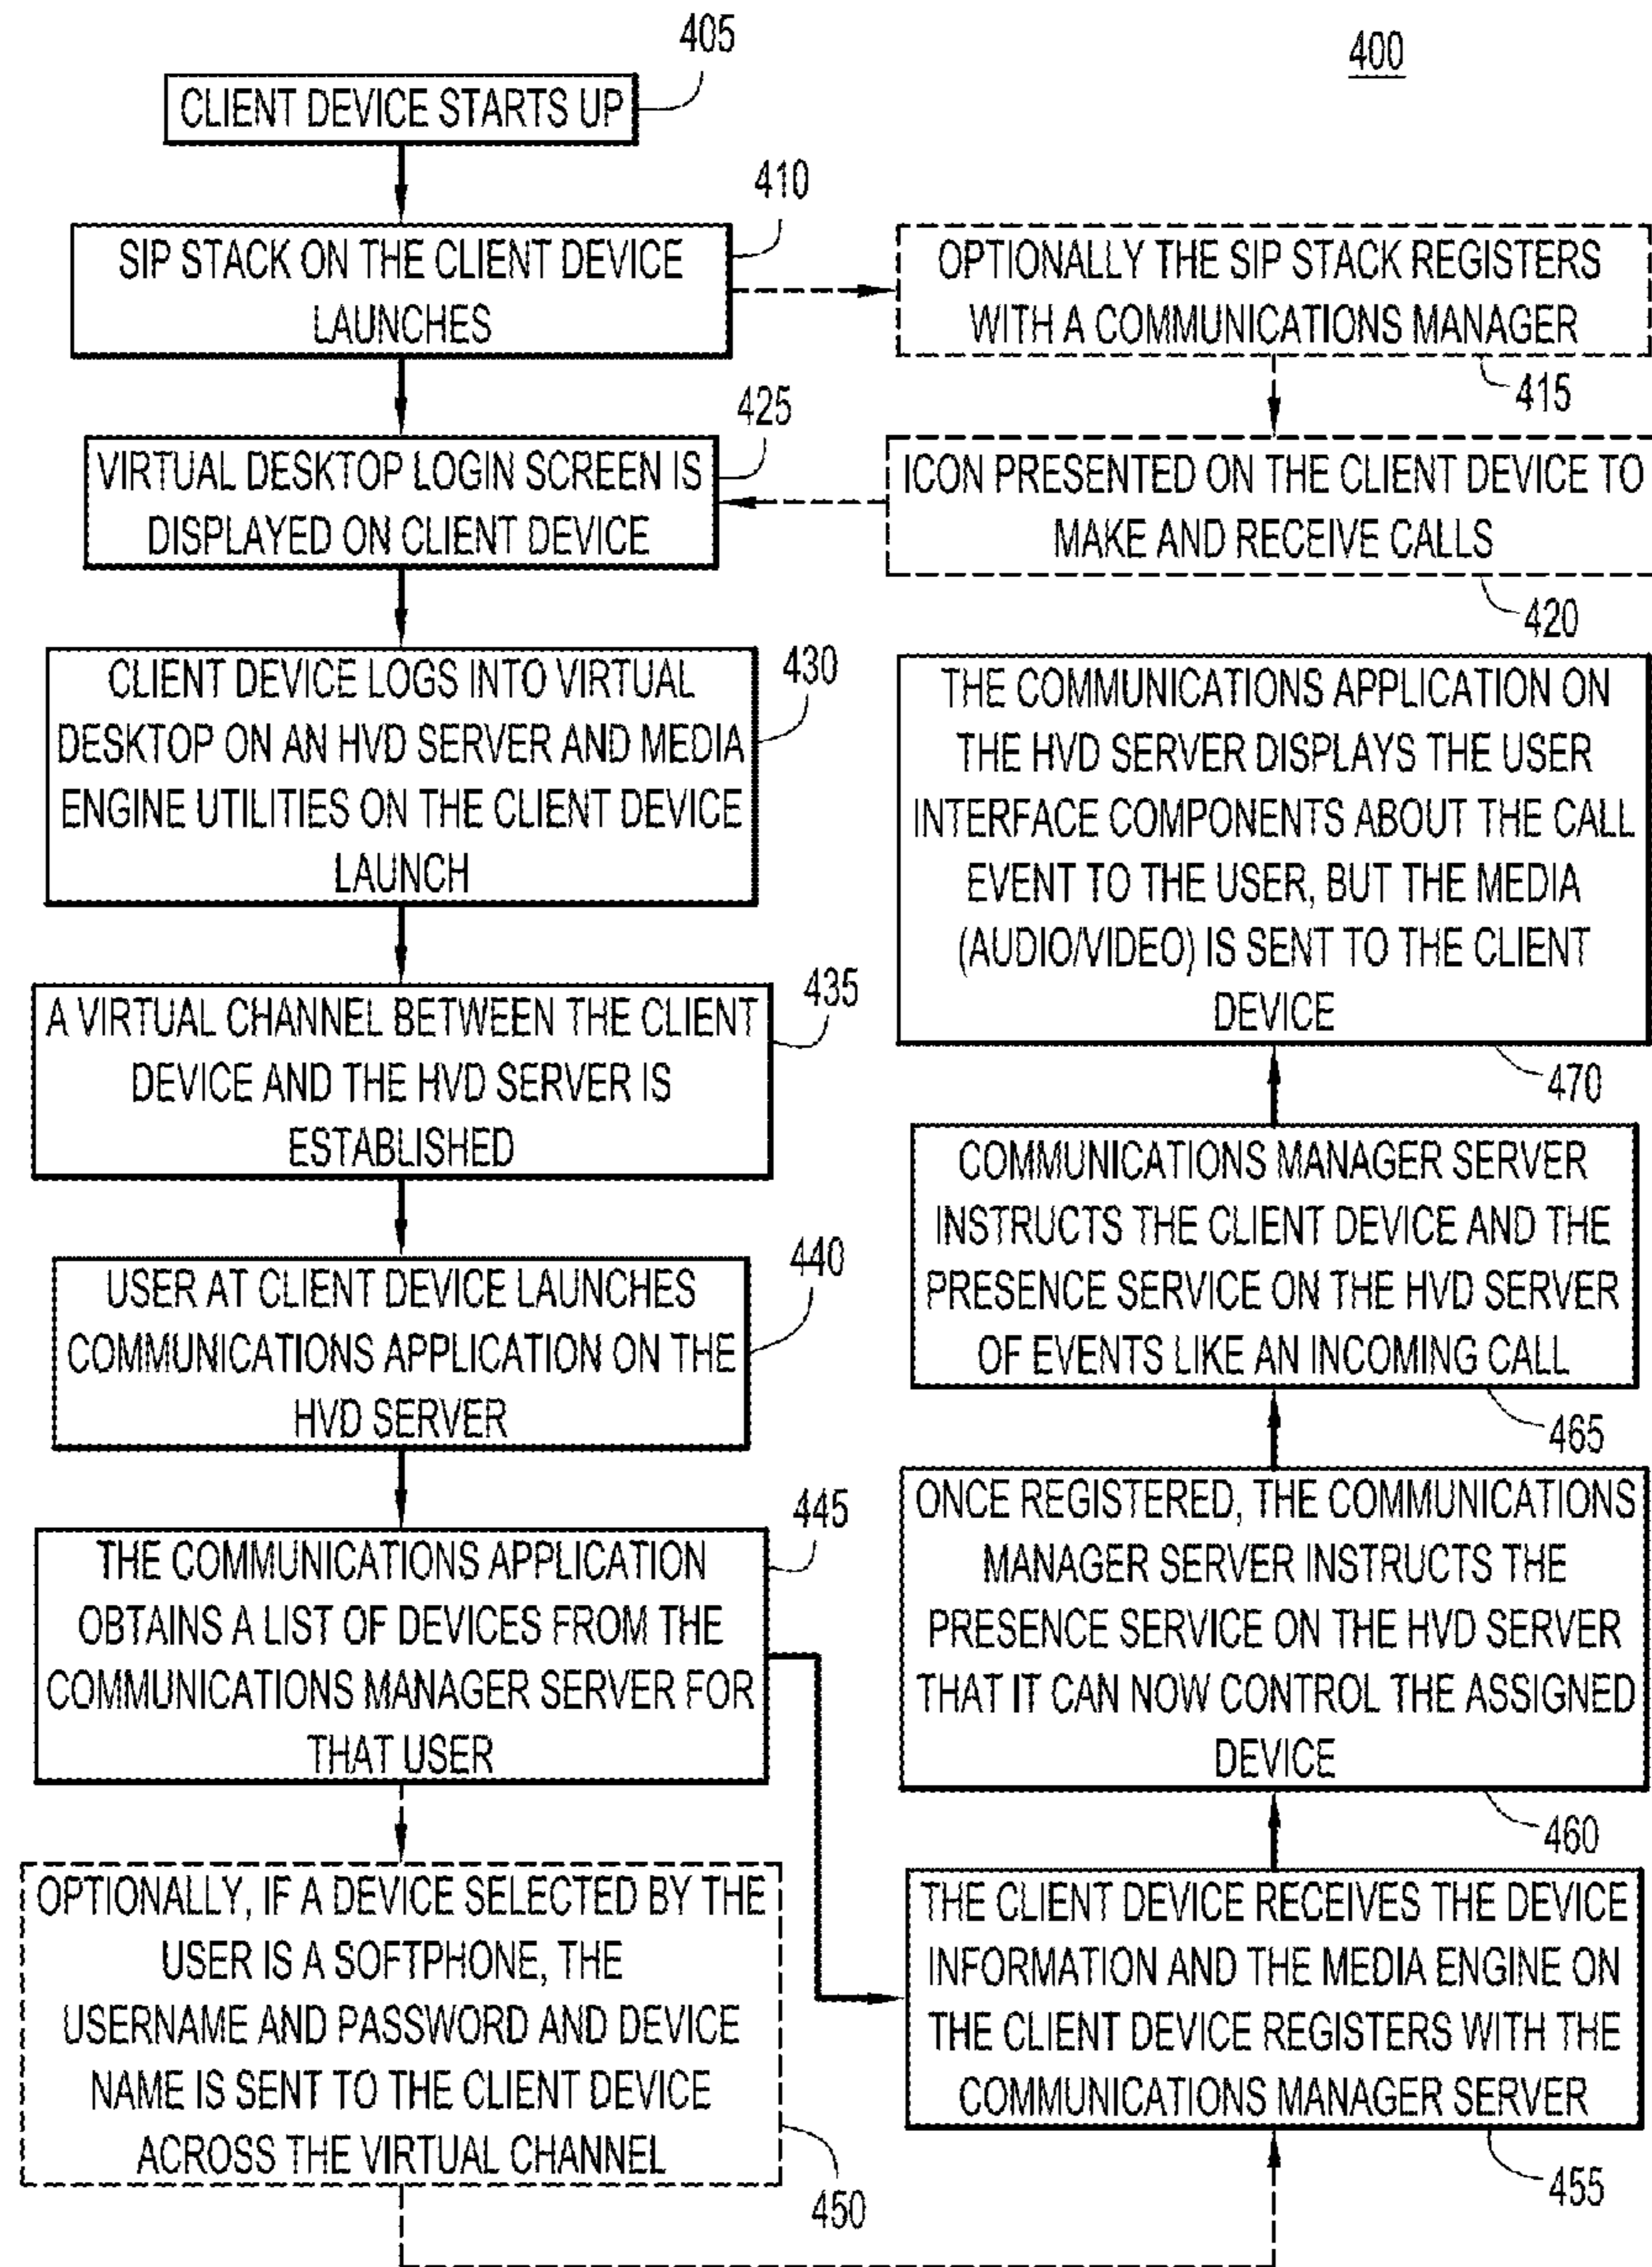 400
405
CLIENT DEVICE STARTS UP
410
SIP STACK ON THE CLIENT DEVICE
LAUNCHES
OPTIONALLY THE SIP STACK REGISTERS
WITH A COMMUNICATIONS MANAGER
415
ICON PRESENTED ON THE CLIENT DEVICE TO
MAKE AND RECEIVE CALLS
420
425
VIRTUAL DESKTOP LOGIN SCREEN IS
DISPLAYED ON CLIENT DEVICE
430
CLIENT DEVICE LOGS INTO VIRTUAL
DESKTOP ON AN HVD SERVER AND MEDIA
ENGINE UTILITIES ON THE CLIENT DEVICE
LAUNCH
435
A VIRTUAL CHANNEL BETWEEN THE CLIENT
DEVICE AND THE HVD SERVER IS
ESTABLISHED
440
USER AT CLIENT DEVICE LAUNCHES
COMMUNICATIONS APPLICATION ON THE
HVD SERVER
445
THE COMMUNICATIONS APPLICATION
OBTAINS A LIST OF DEVICES FROM THE
COMMUNICATIONS MANAGER SERVER FOR
THAT USER
OPTIONALLY, IF A DEVICE SELECTED BY THE
USER IS A SOFTPHONE, THE
USERNAME AND PASSWORD AND DEVICE
NAME IS SENT TO THE CLIENT DEVICE
ACROSS THE VIRTUAL CHANNEL
450
THE CLIENT DEVICE RECEIVES THE DEVICE
INFORMATION AND THE MEDIA ENGINE ON
THE CLIENT DEVICE REGISTERS WITH THE
COMMUNICATIONS MANAGER SERVER
455
ONCE REGISTERED, THE COMMUNICATIONS
MANAGER SERVER INSTRUCTS THE
PRESENCE SERVICE ON THE HVD SERVER
THAT IT CAN NOW CONTROL THE ASSIGNED
DEVICE
460
COMMUNICATIONS MANAGER SERVER
INSTRUCTS THE CLIENT DEVICE AND THE
PRESENCE SERVICE ON THE HVD SERVER
OF EVENTS LIKE AN INCOMING CALL
465
THE COMMUNICATIONS APPLICATION ON
THE HVD SERVER DISPLAYS THE USER
INTERFACE COMPONENTS ABOUT THE CALL
EVENT TO THE USER, BUT THE MEDIA
(AUDIO/VIDEO) IS SENT TO THE CLIENT
DEVICE
470